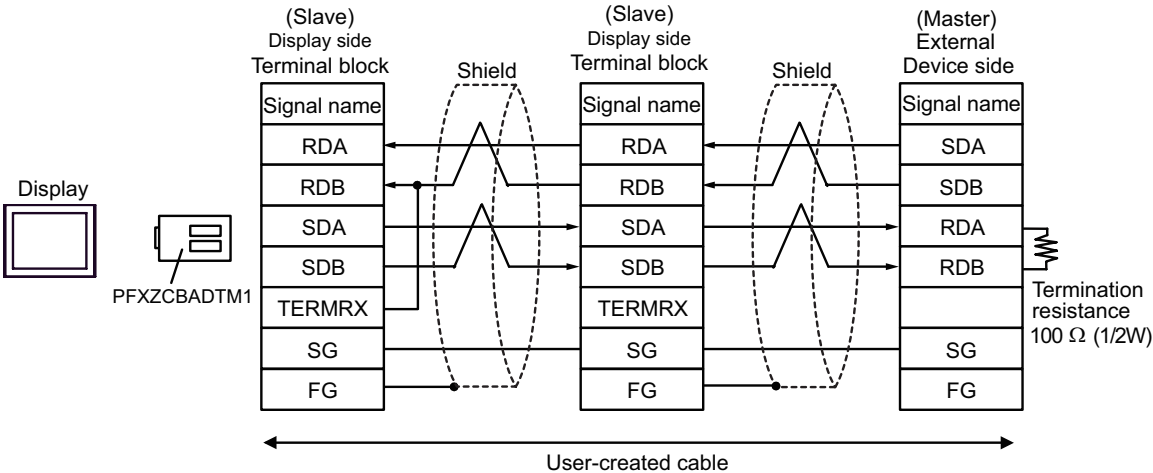 (Slave)
Display side
Terminal block
Shield
(Slave)
Display side
Terminal block
Shield
(Master)
External
Device side
Display
PFXZCBADTM1
Signal name
RDA
RDB
SDA
SDB
TERMRX
SG
FG
Signal name
RDA
RDB
SDA
SDB
TERMRX
SG
FG
Signal name
SDA
SDB
RDA
RDB
SG
FG
Termination
resistance
100 Ω (1/2W)
User-created cable